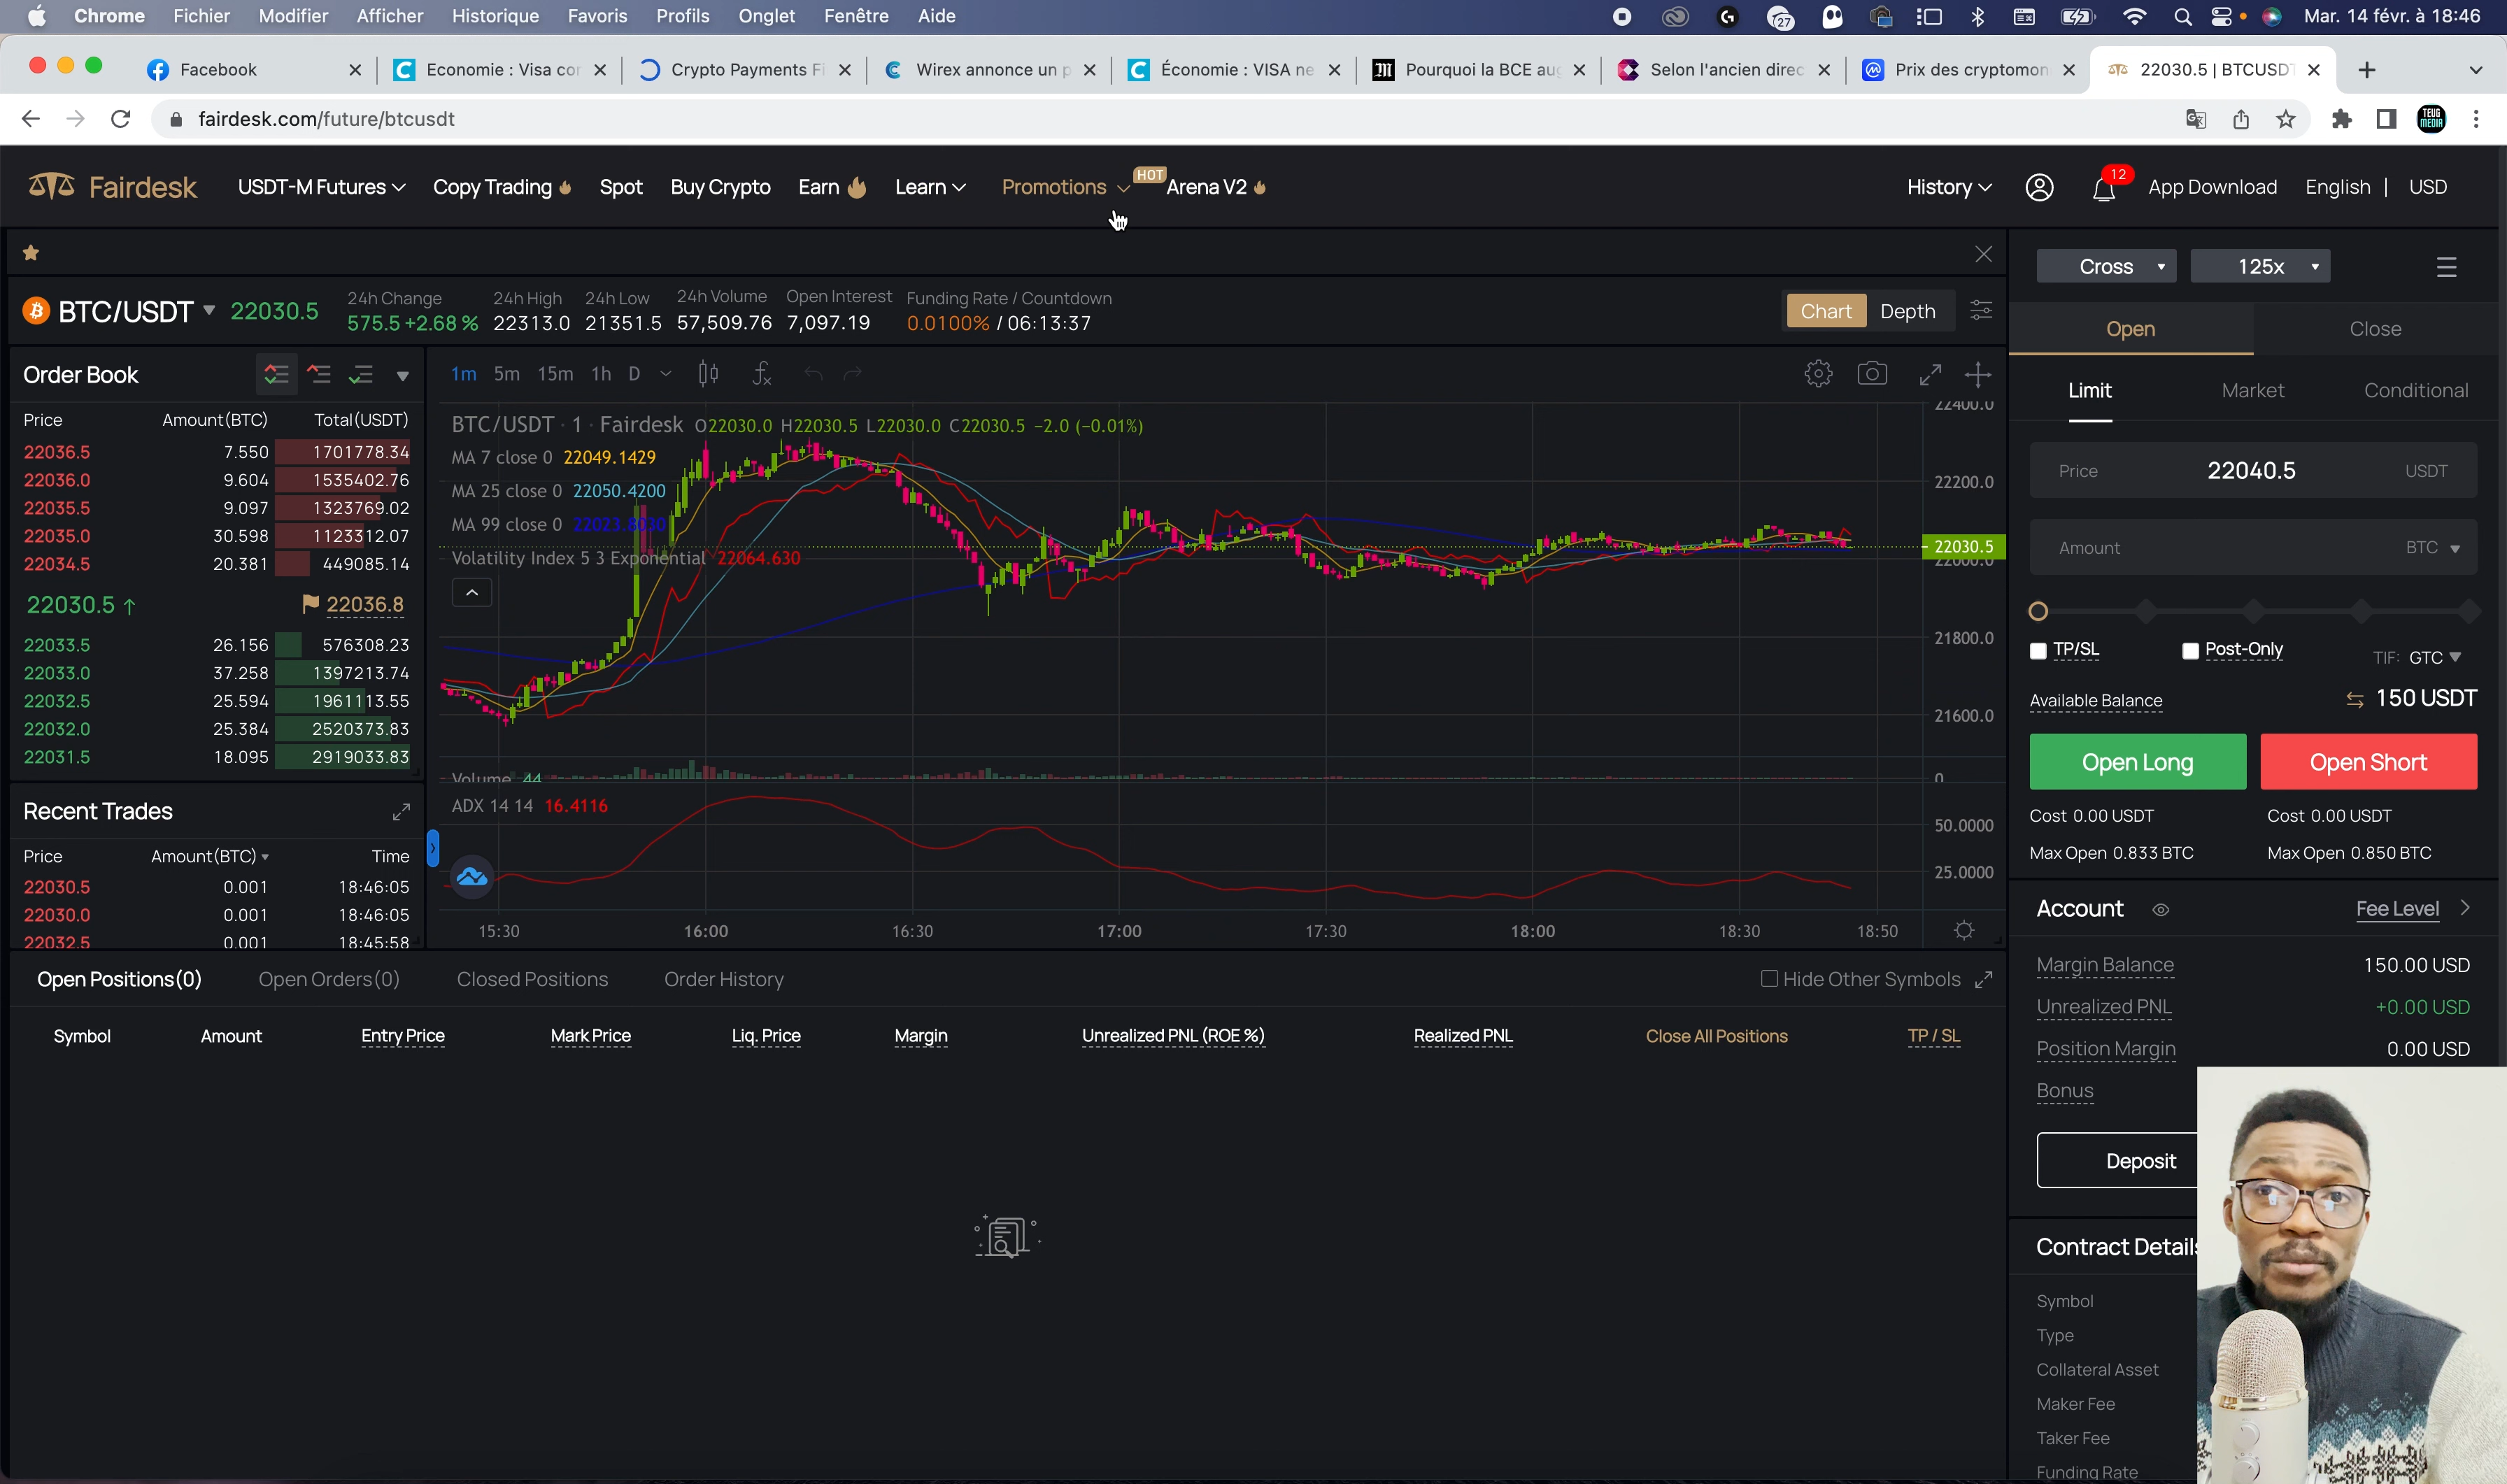 Chrome Fichier Modifier Afficher Historique Favoris Profils Onglet Fenêtre Aide 27 Mar. 14 févr. à 18:46
Facebook Economie : Visa cor Crypto Payments Fi Wirex annonce un p Économie : VISA ne Pourquoi la BCE aug Selon l'ancien direc Prix des cryptomon 22030.5 | BTCUSDT
fairdesk.com/future/btcusdt TEUG MEDIA
Fairdesk USDT-M Futures Copy Trading Spot Buy Crypto Earn Learn Promotions HOT Arena V2 History 12 App Download English | USD
Cross 125x
BTC/USDT 22030.5
24h Change 24h High 24h Low 24h Volume Open Interest Funding Rate / Countdown
575.5 +2.68 % 22313.0 21351.5 57,509.76 7,097.19 0.0100% / 06:13:37
Chart Depth
Order Book
Price Amount(BTC) Total(USDT)
22036.5 7.550 1701778.34
22036.0 9.604 1535402.76
22035.5 9.097 1323769.02
22035.0 30.598 1123312.07
22034.5 20.381 449085.14
22030.5 ↑ 22036.8
22033.5 26.156 576308.23
22033.0 37.258 1397213.74
22032.5 25.594 1961113.55
22032.0 25.384 2520373.83
22031.5 18.095 2919033.83
Recent Trades
Price Amount(BTC) Time
22030.5 0.001 18:46:05
22030.0 0.001 18:46:05
22032.5 0.001 18:45:58
1m 5m 15m 1h D
BTC/USDT · 1 · Fairdesk O22030.0 H22030.5 L22030.0 C22030.5 −2.0 (−0.01%)
MA 7 close 0 22049.1429
MA 25 close 0 22050.4200
MA 99 close 0 22023.8030
Volatility Index 5 3 Exponential 22064.630
Volume 44
ADX 14 14 16.4116
22400.0
22200.0
22030.5
22000.0
21800.0
21600.0
0
50.0000
25.0000
15:30 16:00 16:30 17:00 17:30 18:00 18:30 18:50
Open Close
Limit Market Conditional
Price 22040.5 USDT
Amount BTC
TP/SL Post-Only TIF: GTC
Available Balance 150 USDT
Open Long Open Short
Cost 0.00 USDT Cost 0.00 USDT
Max Open 0.833 BTC Max Open 0.850 BTC
Account Fee Level
Margin Balance 150.00 USD
Unrealized PNL +0.00 USD
Position Margin 0.00 USD
Bonus
Deposit
Contract Details
Symbol
Type
Collateral Asset
Maker Fee
Taker Fee
Funding Rate
Open Positions(0) Open Orders(0) Closed Positions Order History Hide Other Symbols
Symbol Amount Entry Price Mark Price Liq. Price Margin Unrealized PNL (ROE %) Realized PNL Close All Positions TP / SL